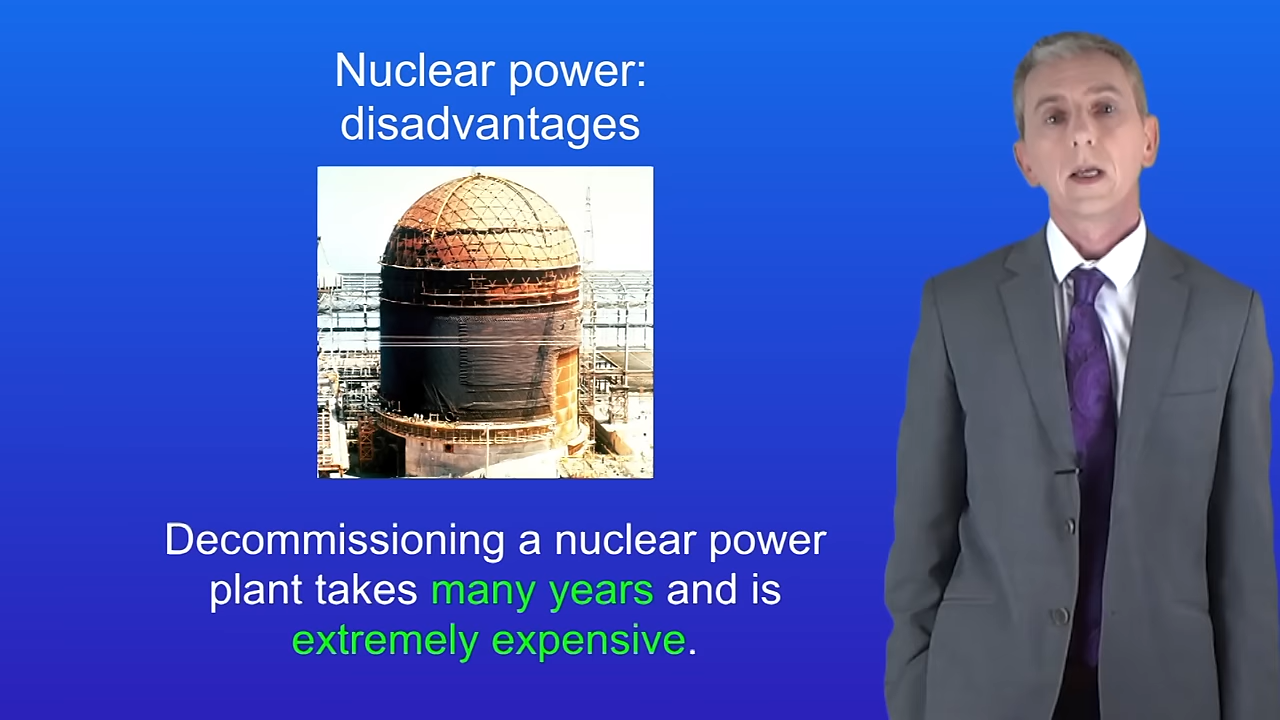 Nuclear power:
disadvantages
Decommissioning a nuclear power
plant takes many years and is
extremely expensive.